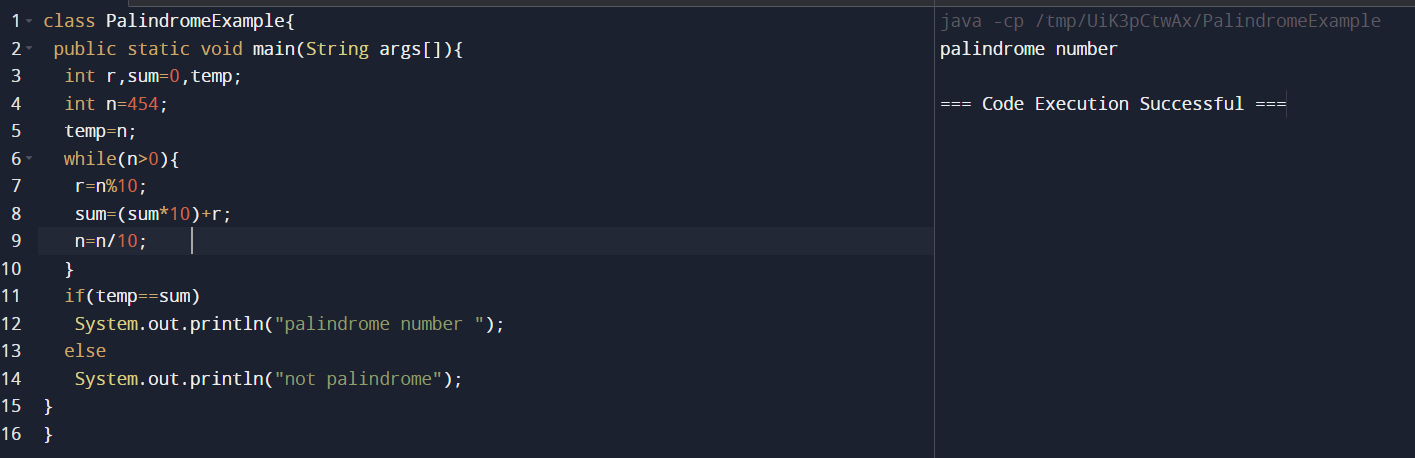 1 class PalindromeExample{
2  public static void main(String args[]){
3   int r,sum=0,temp;
4   int n=454;
5   temp=n;
6   while(n>0){
7    r=n%10;
8    sum=(sum*10)+r;
9    n=n/10;
10   }
11   if(temp==sum)
12    System.out.println("palindrome number ");
13   else
14    System.out.println("not palindrome");
15 }
16 }
java -cp /tmp/UiK3pCtwAx/PalindromeExample
palindrome number
=== Code Execution Successful ===